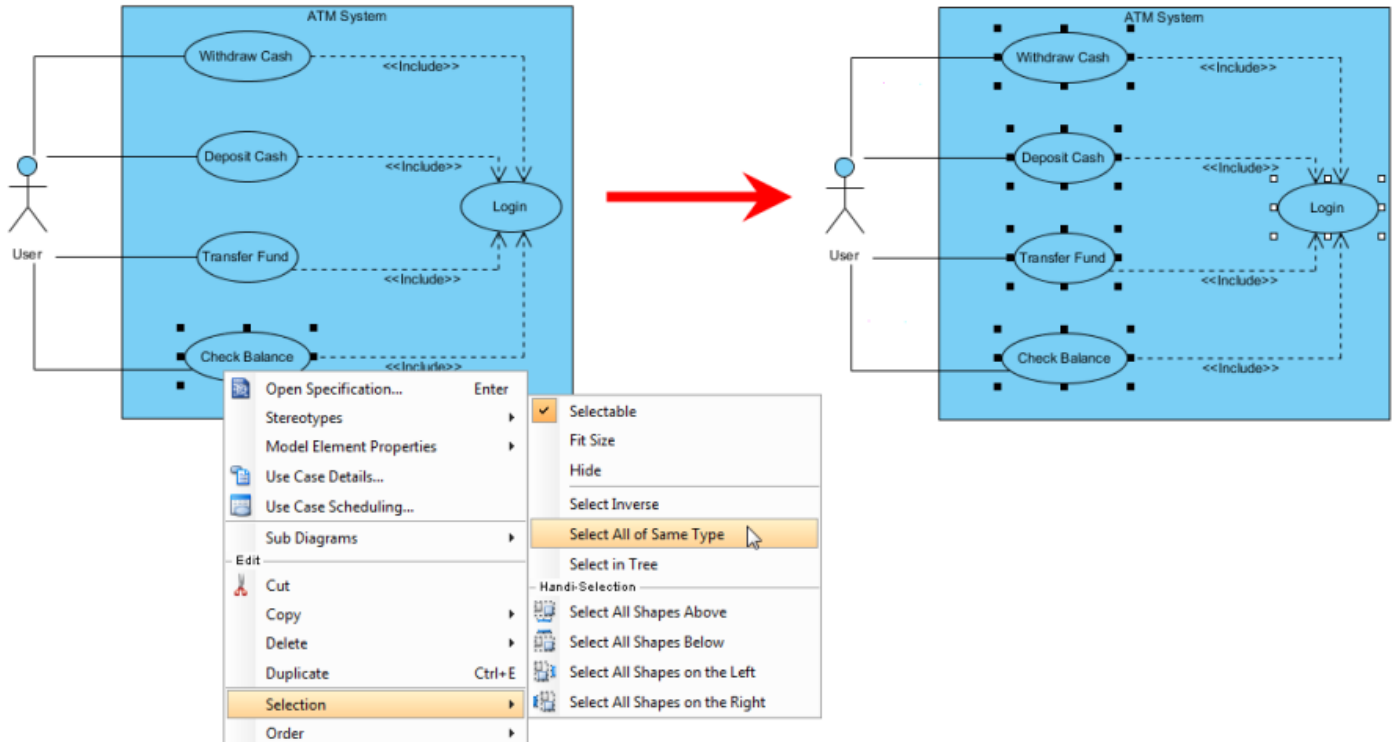 ATM System
Withdraw Cash
<<Include>>
Deposit Cash
<<Include>>
Login
User
Transfer Fund
<<Include>>
Check Balance
<<Include>>
Open Specification... Enter
Stereotypes
Model Element Properties
Use Case Details...
Use Case Scheduling...
Sub Diagrams
Edit
Cut
Copy
Delete
Duplicate Ctrl+E
Selection
Order
Selectable
Fit Size
Hide
Select Inverse
Select All of Same Type
Select in Tree
Handi-Selection
Select All Shapes Above
Select All Shapes Below
Select All Shapes on the Left
Select All Shapes on the Right
ATM System
Withdraw Cash
<<Include>>
Deposit Cash
<<Include>>
Login
User
Transfer Fund
<<Include>>
Check Balance
<<Include>>